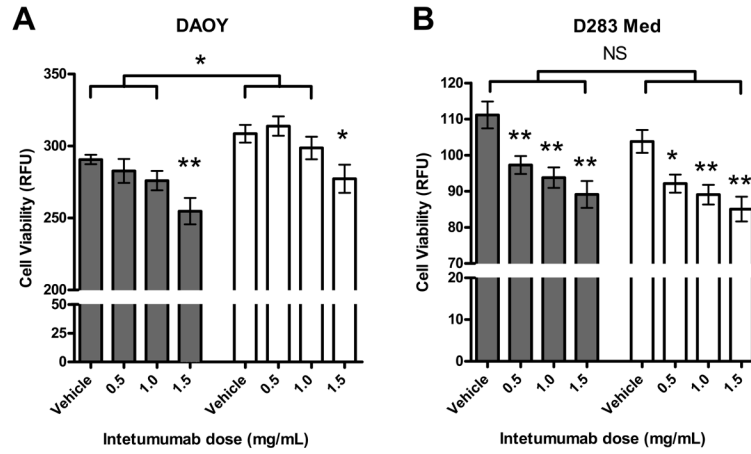 A
DAOY
*
350
300
250
200
50
25
0
**
*
Cell Viability (RFU)
Vehicle
0.5
1.0
1.5
Vehicle
0.5
1.0
1.5
Intetumumab dose (mg/mL)
B
D283 Med
NS
120
110
100
90
80
70
20
10
0
**
**
**
*
**
**
Cell Viability (RFU)
Vehicle
0.5
1.0
1.5
Vehicle
0.5
1.0
1.5
Intetumumab dose (mg/mL)